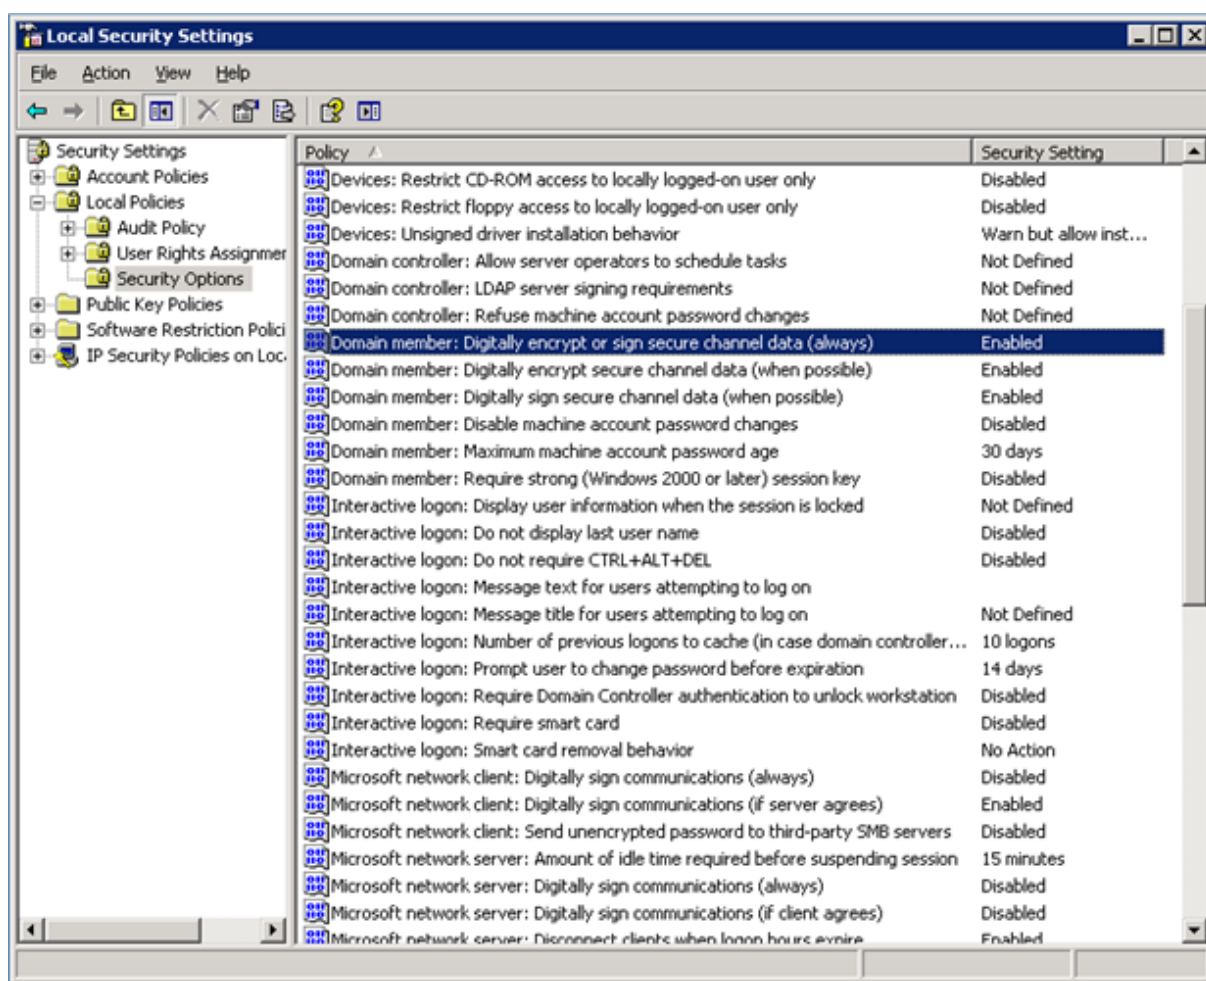 Local Security Settings
File Action View Help
Security Settings
Account Policies
Local Policies
Audit Policy
User Rights Assignmen
Security Options
Public Key Policies
Software Restriction Polici
IP Security Policies on Loc
Policy Security Setting
Devices: Restrict CD-ROM access to locally logged-on user only Disabled
Devices: Restrict floppy access to locally logged-on user only Disabled
Devices: Unsigned driver installation behavior Warn but allow inst...
Domain controller: Allow server operators to schedule tasks Not Defined
Domain controller: LDAP server signing requirements Not Defined
Domain controller: Refuse machine account password changes Not Defined
Domain member: Digitally encrypt or sign secure channel data (always) Enabled
Domain member: Digitally encrypt secure channel data (when possible) Enabled
Domain member: Digitally sign secure channel data (when possible) Enabled
Domain member: Disable machine account password changes Disabled
Domain member: Maximum machine account password age 30 days
Domain member: Require strong (Windows 2000 or later) session key Disabled
Interactive logon: Display user information when the session is locked Not Defined
Interactive logon: Do not display last user name Disabled
Interactive logon: Do not require CTRL+ALT+DEL Disabled
Interactive logon: Message text for users attempting to log on
Interactive logon: Message title for users attempting to log on Not Defined
Interactive logon: Number of previous logons to cache (in case domain controller... 10 logons
Interactive logon: Prompt user to change password before expiration 14 days
Interactive logon: Require Domain Controller authentication to unlock workstation Disabled
Interactive logon: Require smart card Disabled
Interactive logon: Smart card removal behavior No Action
Microsoft network client: Digitally sign communications (always) Disabled
Microsoft network client: Digitally sign communications (if server agrees) Enabled
Microsoft network client: Send unencrypted password to third-party SMB servers Disabled
Microsoft network server: Amount of idle time required before suspending session 15 minutes
Microsoft network server: Digitally sign communications (always) Disabled
Microsoft network server: Digitally sign communications (if client agrees) Disabled
Microsoft network server: Disconnect clients when logon hours expire Enabled